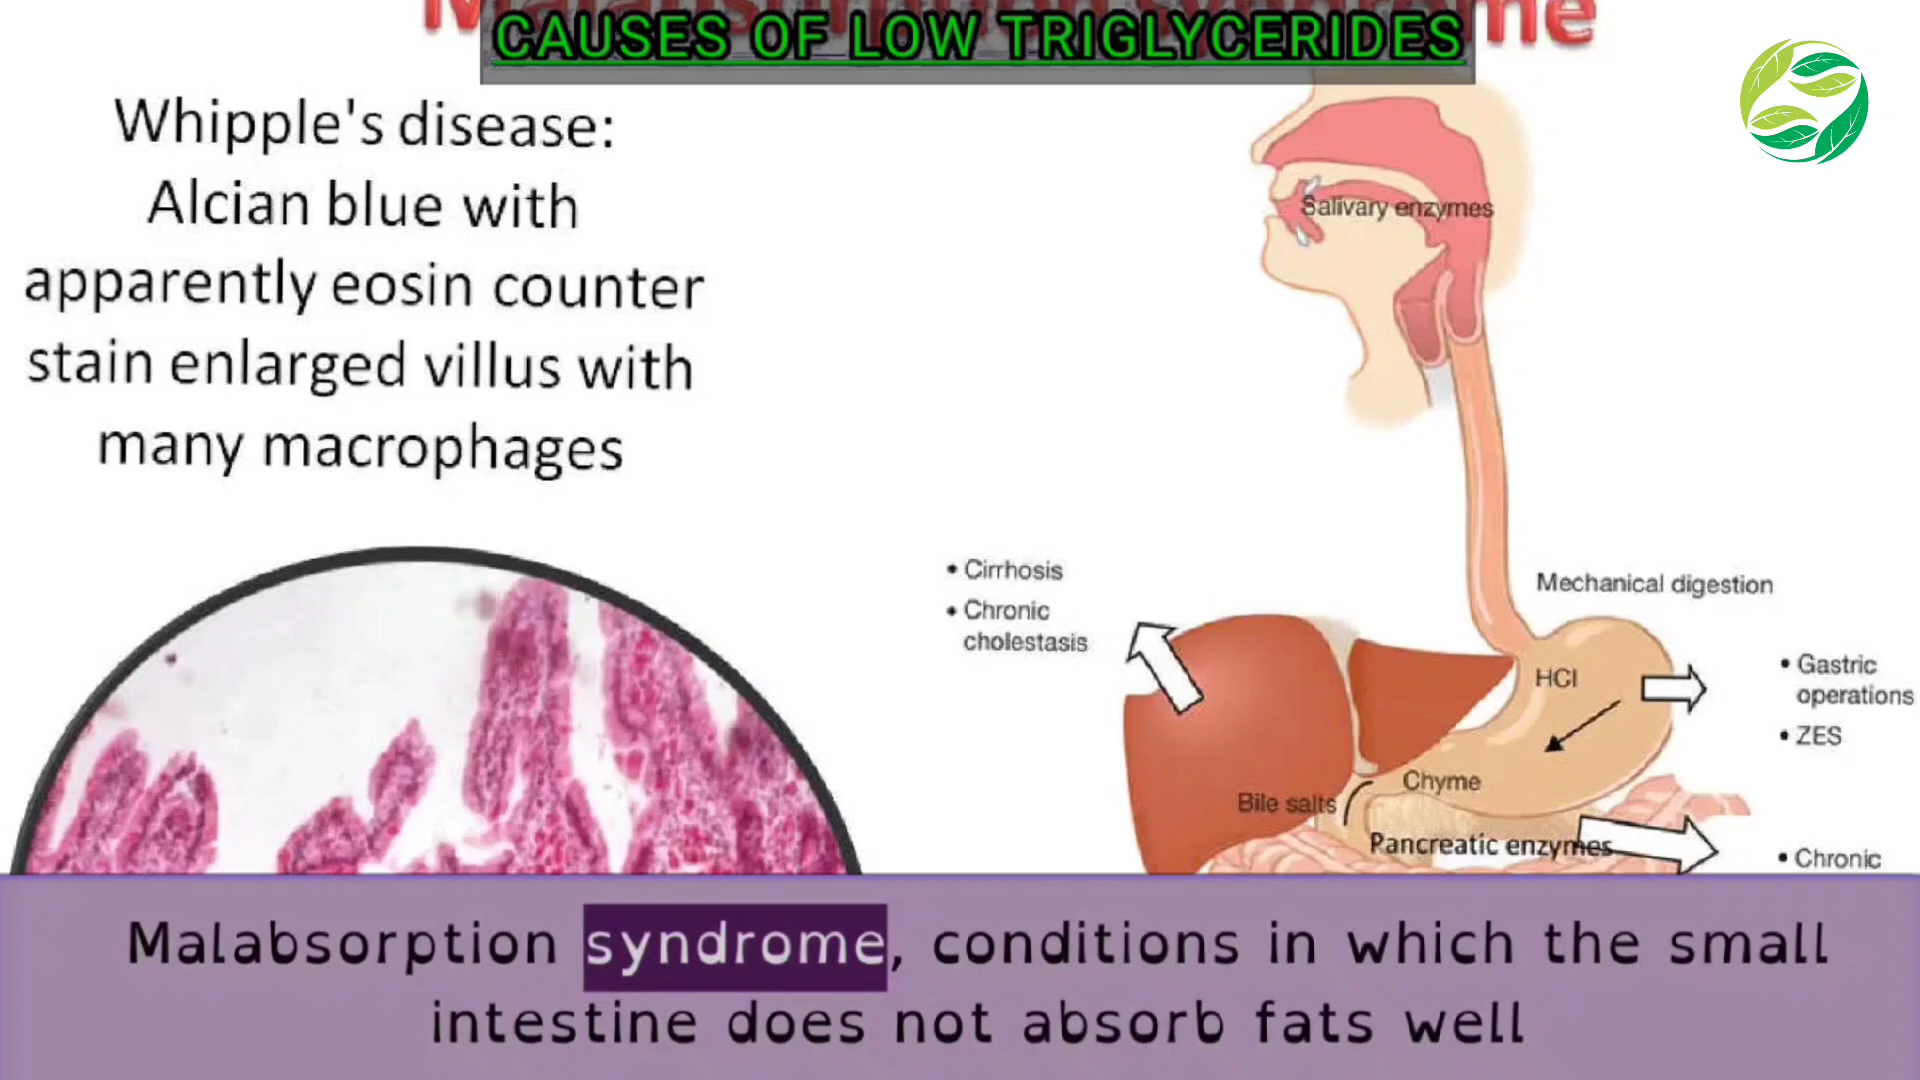 CAUSES OF LOW TRIGLYCERIDES
Whipple's disease:
Alcian blue with
apparently eosin counter
stain enlarged villus with
many macrophages
Salivary enzymes
• Cirrhosis
• Chronic
cholestasis
Mechanical digestion
HCl
• Gastric
operations
• ZES
Chyme
Bile salts
Pancreatic enzymes
• Chronic
Malabsorption syndrome, conditions in which the small
intestine does not absorb fats well